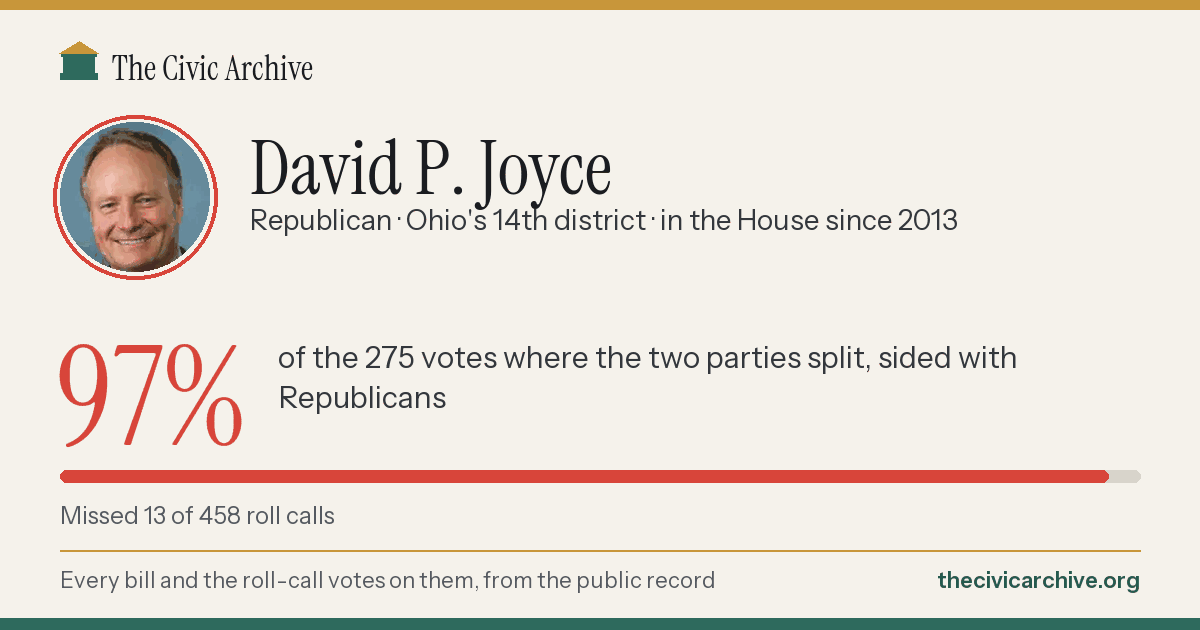 The Civic Archive
David P. Joyce
Republican · Ohio's 14th district · in the House since 2013
97%
of the 275 votes where the two parties split, sided with
Republicans
Missed 13 of 458 roll calls
Every bill and the roll-call votes on them, from the public record
thecivicarchive.org